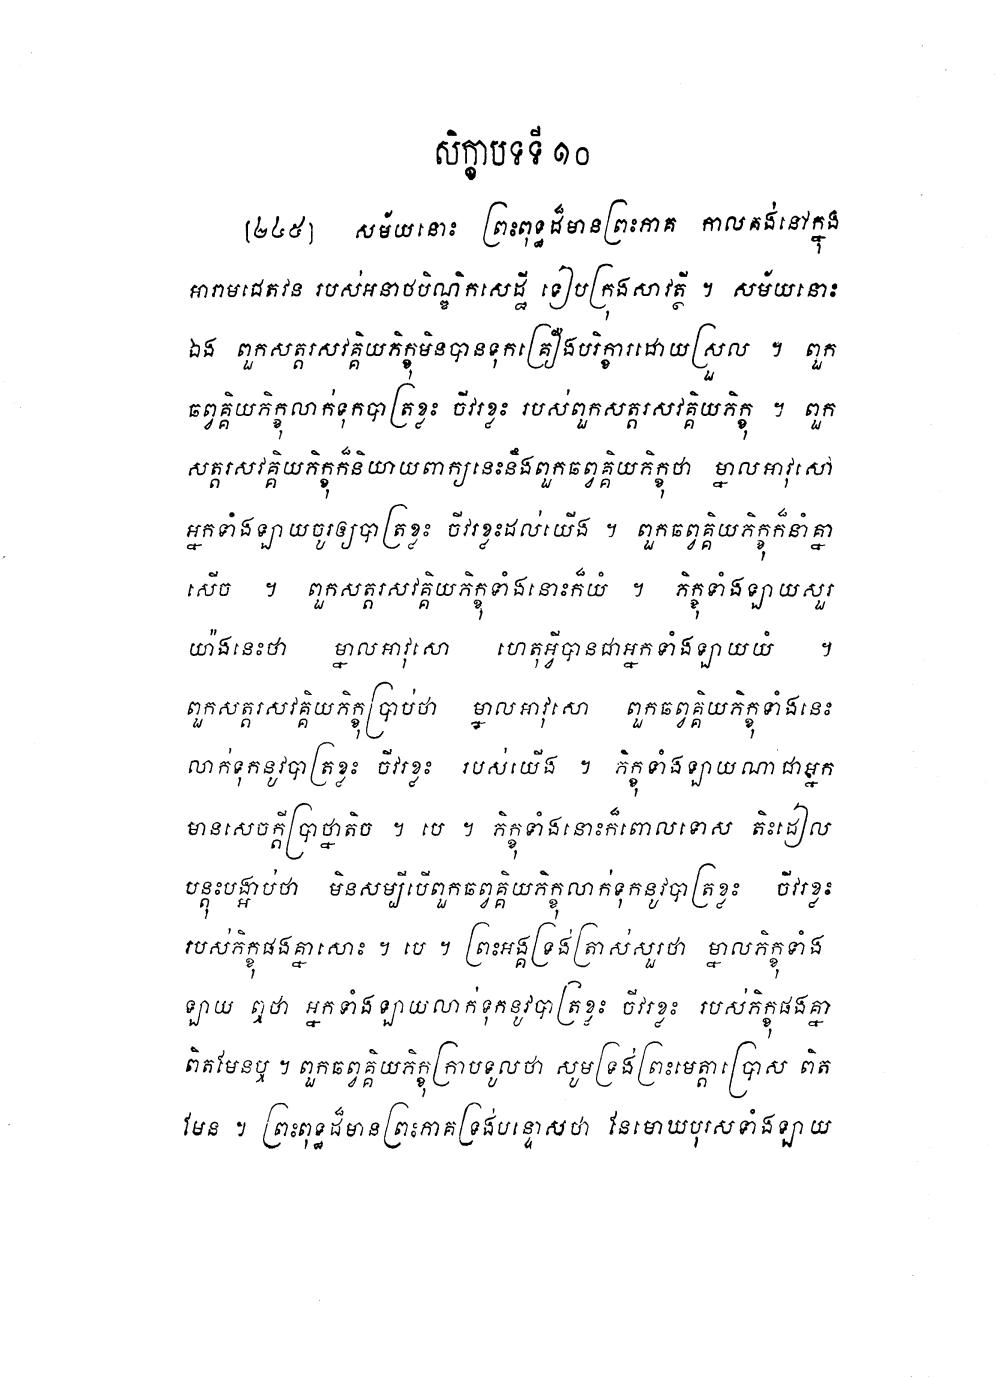 សិក្ខាបទទី ១០
[២៤៥] សម័យនោះ ព្រះពុទ្ធដ៏មានព្រះភាគ កាលគង់នៅក្នុង
អារាមជេតវន របស់អនាថបិណ្ឌិកសេដ្ឋី ទៀបក្រុងសាវត្ថី ។ សម័យនោះ
ឯង ពួកសត្តរសវគ្គិយភិក្ខុមិនបានទុកគ្រឿងបរិក្ខារដោយស្រួល ។ ពួក
ឆព្វគ្គិយភិក្ខុលាក់ទុកបាត្រខ្លះ ចីវរខ្លះ របស់ពួកសត្តរសវគ្គិយភិក្ខុ ។ ពួក
សត្តរសវគ្គិយភិក្ខុក៏និយាយពាក្យនេះនឹងពួកឆព្វគ្គិយភិក្ខុថា ម្នាលអាវុសោ
អ្នកទាំងឡាយចូរឲ្យបាត្រខ្លះ ចីវរខ្លះដល់យើង ។ ពួកឆព្វគ្គិយភិក្ខុក៏នាំគ្នា
សើច ។ ពួកសត្តរសវគ្គិយភិក្ខុទាំងនោះក៏យំ ។ ភិក្ខុទាំងឡាយសួរ
យ៉ាងនេះថា ម្នាលអាវុសោ ហេតុអ្វីបានជាអ្នកទាំងឡាយយំ ។
ពួកសត្តរសវគ្គិយភិក្ខុប្រាប់ថា ម្នាលអាវុសោ ពួកឆព្វគ្គិយភិក្ខុទាំងនេះ
លាក់ទុកនូវបាត្រខ្លះ ចីវរខ្លះ របស់យើង ។ ភិក្ខុទាំងឡាយណាជាអ្នក
មានសេចក្តីប្រាថ្នាតិច ។ បេ ។ ភិក្ខុទាំងនោះក៏ពោលទោស តិះដៀល
បន្តុះបង្អាប់ថា មិនសម្បើបើពួកឆព្វគ្គិយភិក្ខុលាក់ទុកនូវបាត្រខ្លះ ចីវរខ្លះ
របស់ភិក្ខុផងគ្នាសោះ ។ បេ ។ ព្រះអង្គទ្រង់ត្រាស់សួរថា ម្នាលភិក្ខុទាំង
ឡាយ ឮថា អ្នកទាំងឡាយលាក់ទុកនូវបាត្រខ្លះ ចីវរខ្លះ របស់ភិក្ខុផងគ្នា
ពិតមែនឬ ។ ពួកឆព្វគ្គិយភិក្ខុក្រាបទូលថា សូមទ្រង់ព្រះមេត្តាប្រោស ពិត
មែន ។ ព្រះពុទ្ធដ៏មានព្រះភាគទ្រង់បន្ទោសថា នែមោឃបុរសទាំងឡាយ